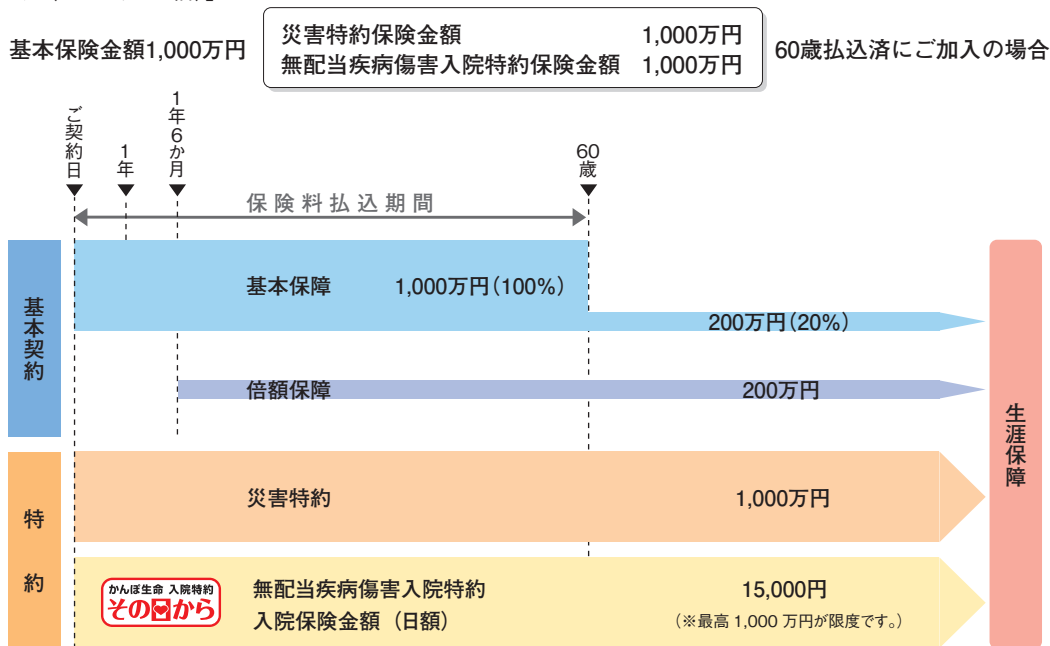 基本保険金額1,000万円
災害特約保険金額 1,000万円
無配当疾病傷害入院特約保険金額 1,000万円
60歳払込済にご加入の場合
ご契約日
1年
1年6か月
60歳
保険料払込期間
基本契約
基本保障 1,000万円(100%)
200万円(20%)
倍額保障 200万円
特約
災害特約 1,000万円
かんぽ生命 入院特約
その日から
無配当疾病傷害入院特約 15,000円
入院保険金額(日額) (※最高1,000万円が限度です。)
生涯保障